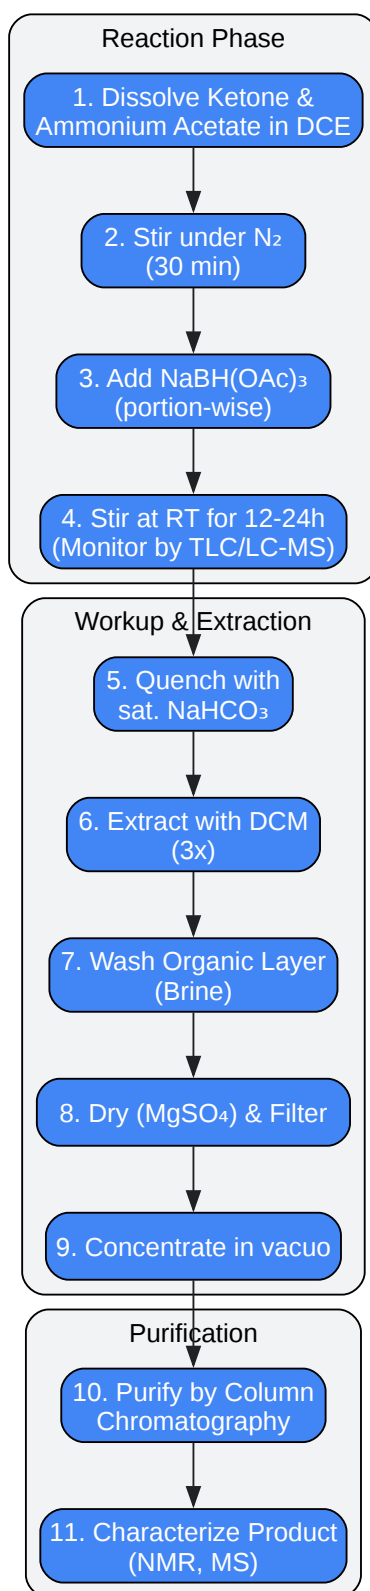 Reaction Phase
1. Dissolve Ketone &
Ammonium Acetate in DCE
2. Stir under N₂
(30 min)
3. Add NaBH(OAc)₃
(portion-wise)
4. Stir at RT for 12-24h
(Monitor by TLC/LC-MS)
Workup & Extraction
5. Quench with
sat. NaHCO₃
6. Extract with DCM
(3x)
7. Wash Organic Layer
(Brine)
8. Dry (MgSO₄) & Filter
9. Concentrate in vacuo
Purification
10. Purify by Column
Chromatography
11. Characterize Product
(NMR, MS)